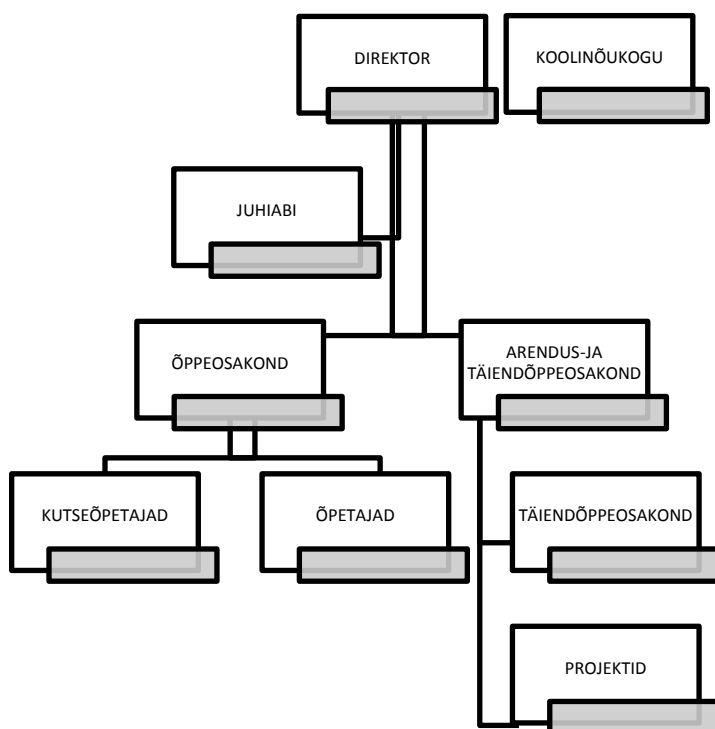 DIREKTOR
KOOLINÕUKOGU
JUHIABI
ÕPPEOSAKOND
ARENDUS-JA
TÄIENDÕPPEOSAKOND
KUTSEÕPETAJAD
ÕPETAJAD
TÄIENDÕPPEOSAKOND
PROJEKTID